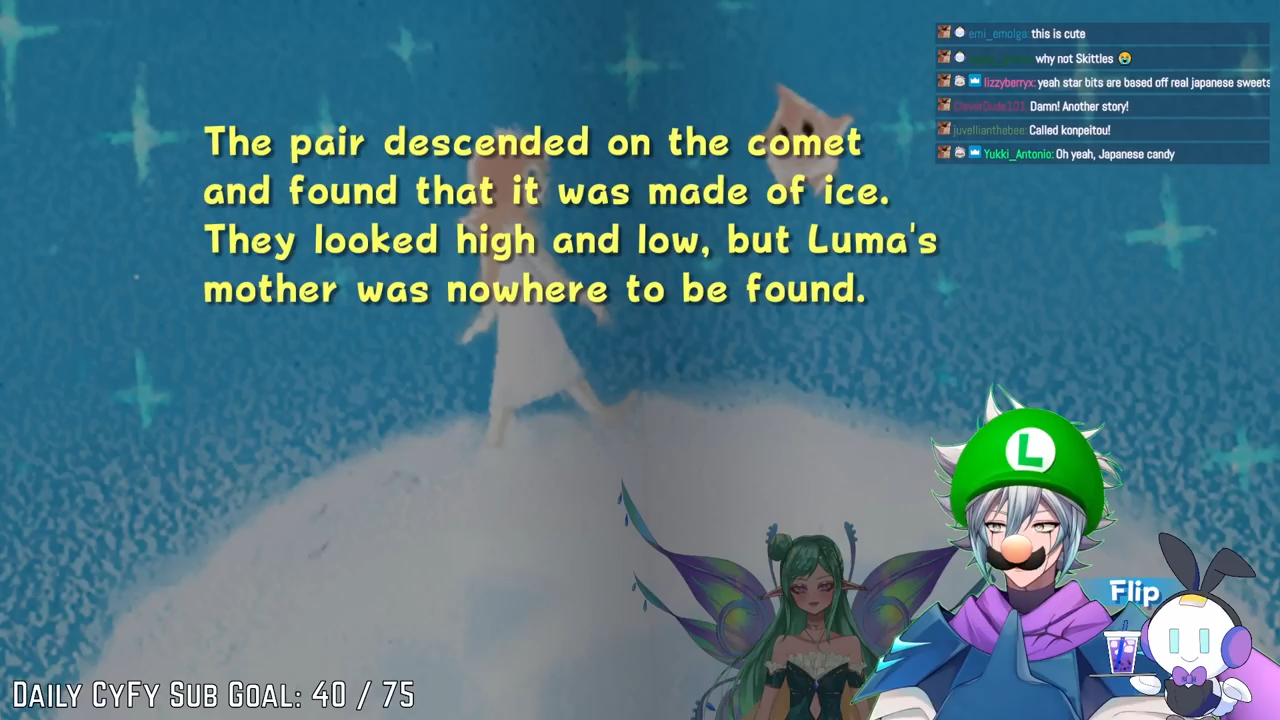 emi_emolga: this is cute
why not Skittles
lizzyberryx: yeah star bits are based off real japanese sweets
CleverDude101: Damn! Another story!
juvellianthebee: Called konpeitou!
Yukki_Antonio: Oh yeah, Japanese candy
The pair descended on the comet
and found that it was made of ice.
They looked high and low, but Luma's
mother was nowhere to be found.
L
Flip
Daily CyFy Sub Goal: 40 / 75